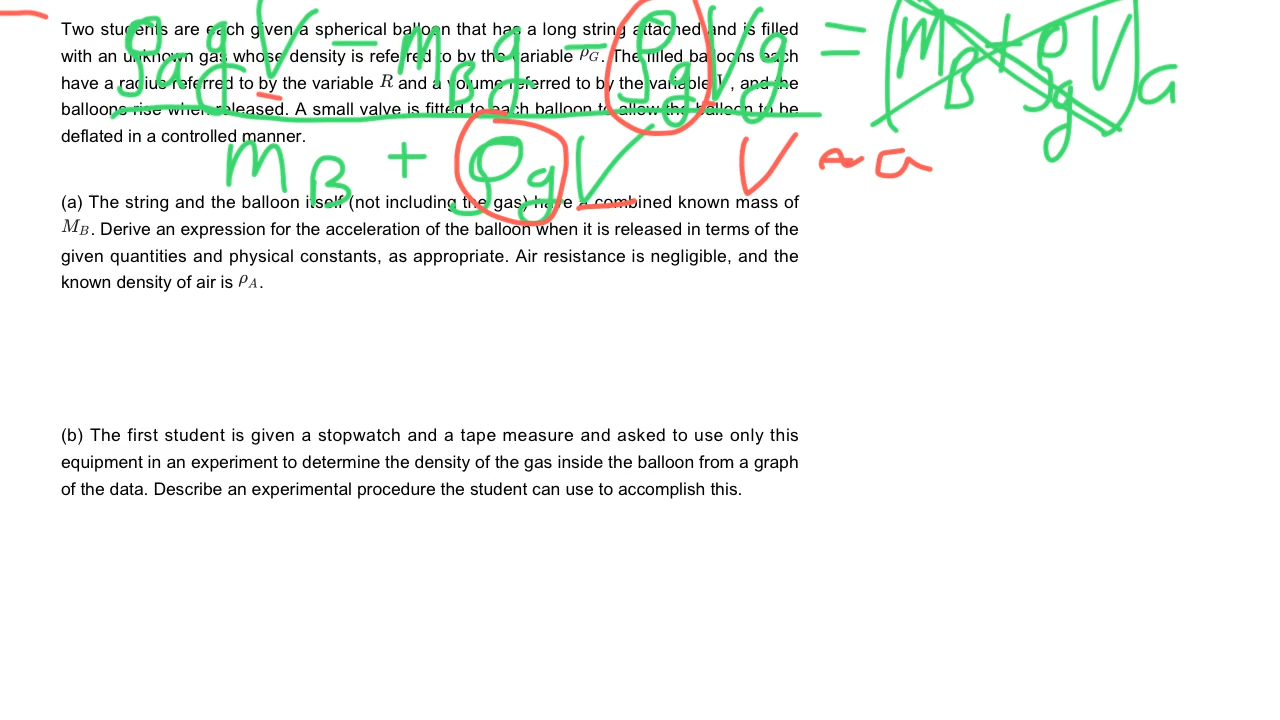 Two students are each given a spherical balloon that has a long string attached and is filled
with an unknown gas whose density is referred to by the variable ρG. The filled balloons each
have a radius referred to by the variable R and a volume referred to by the variable V, and the
balloons rise when released. A small valve is fitted to each balloon to allow the balloon to be
deflated in a controlled manner.
ρa g V − mB g − ρg V g = (mB + ρg V) a
mB + ρg V
V ~ a
(a) The string and the balloon itself (not including the gas) have a combined known mass of
MB. Derive an expression for the acceleration of the balloon when it is released in terms of the
given quantities and physical constants, as appropriate. Air resistance is negligible, and the
known density of air is ρA.
(b) The first student is given a stopwatch and a tape measure and asked to use only this
equipment in an experiment to determine the density of the gas inside the balloon from a graph
of the data. Describe an experimental procedure the student can use to accomplish this.